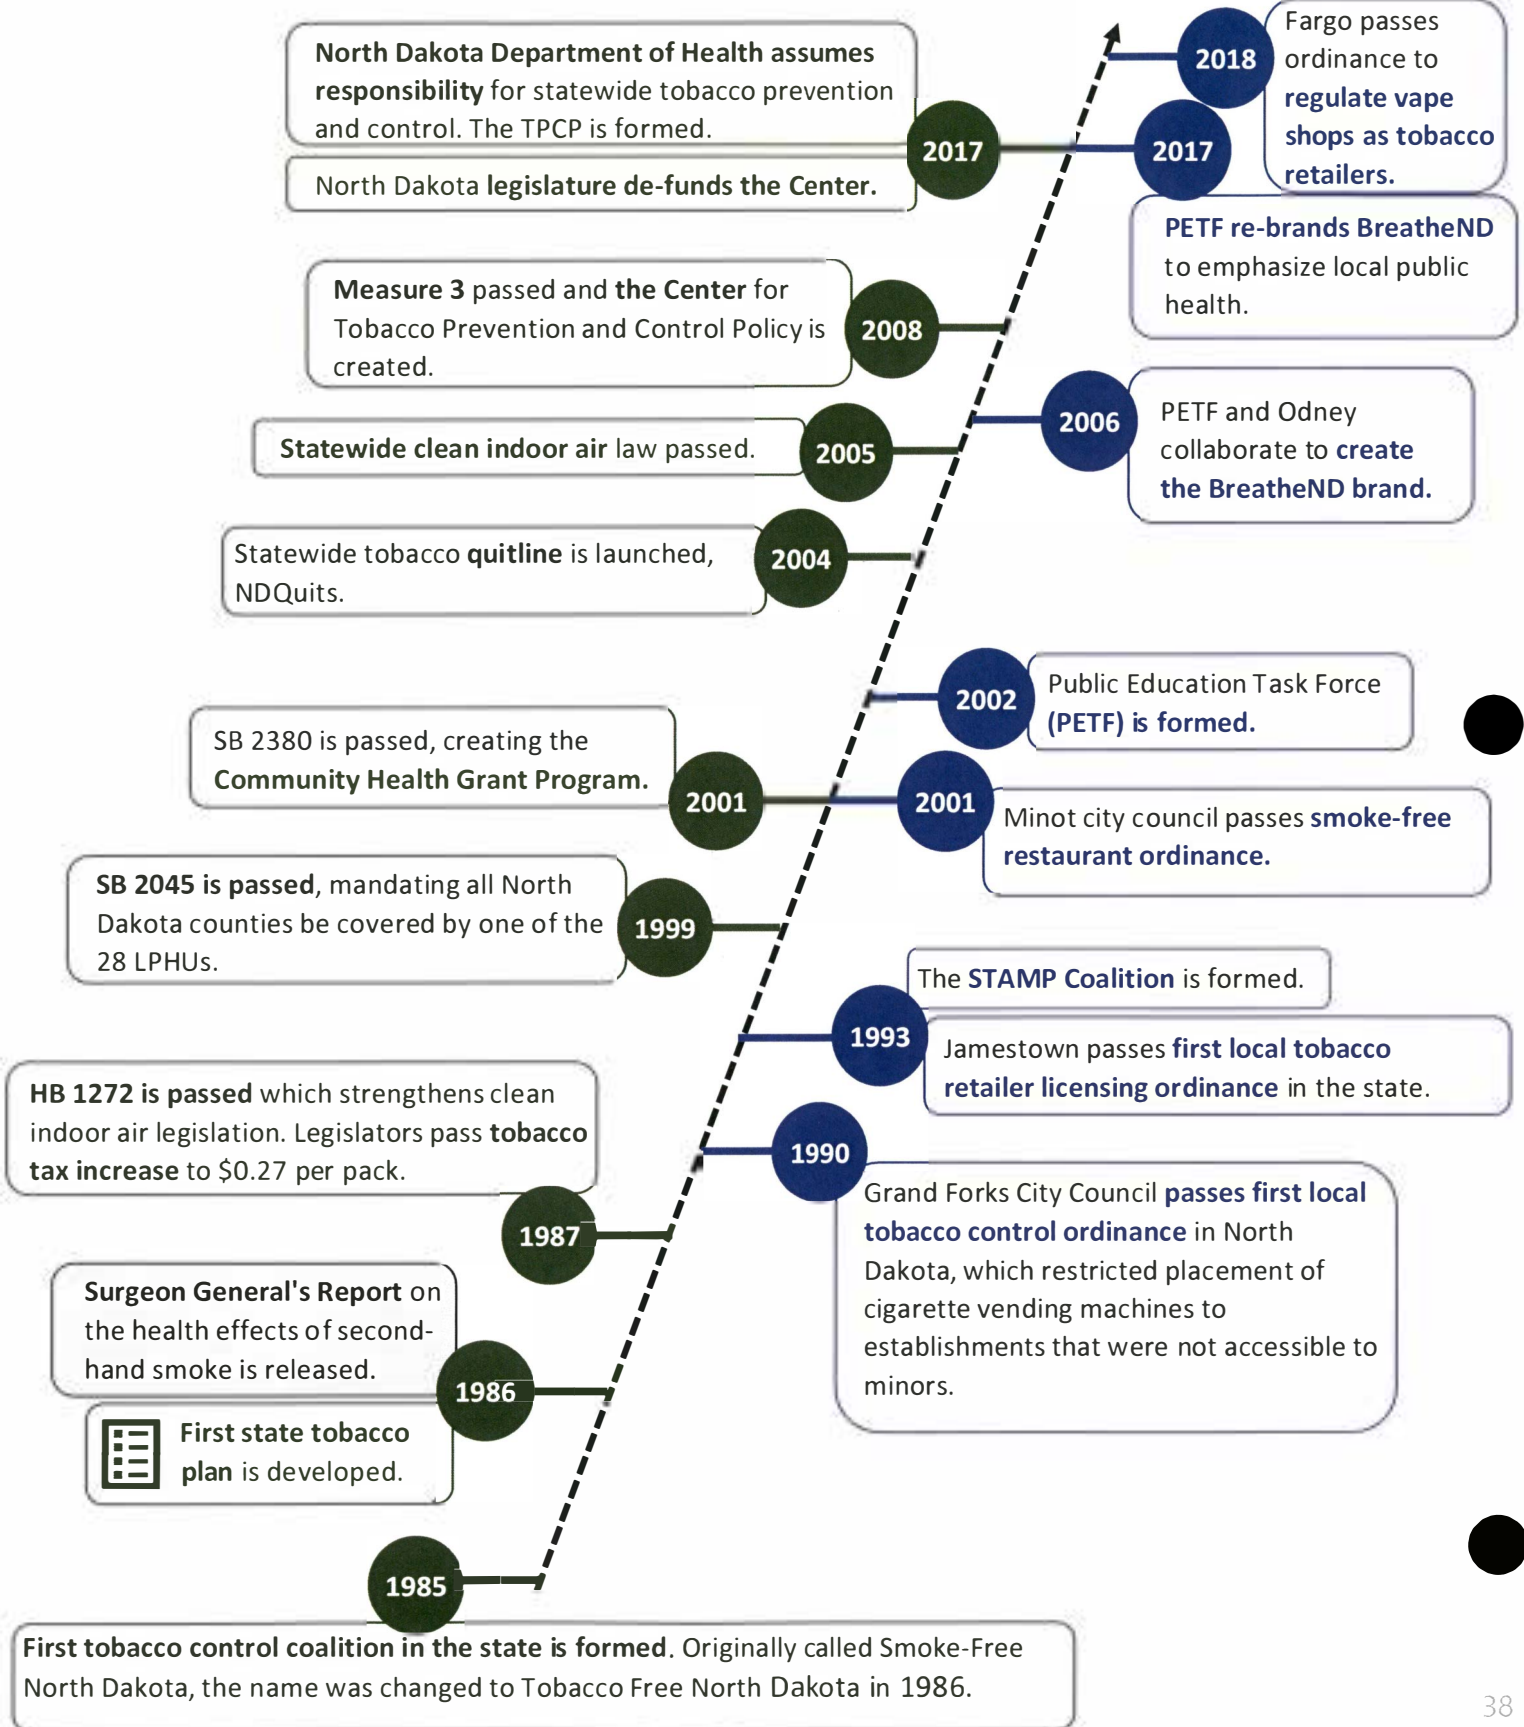 North Dakota Department of Health assumes
responsibility for statewide tobacco prevention
and control. The TPCP is formed.
North Dakota legislature de-funds the Center.
2017
2018
Fargo passes
ordinance to
regulate vape
shops as tobacco
retailers.
2017
PETF re-brands BreatheND
to emphasize local public
health.
Measure 3 passed and the Center for
Tobacco Prevention and Control Policy is
created.
2008
2006
PETF and Odney
collaborate to create
the BreatheND brand.
Statewide clean indoor air law passed.
2005
Statewide tobacco quitline is launched,
NDQuits.
2004
2002
Public Education Task Force
(PETF) is formed.
SB 2380 is passed, creating the
Community Health Grant Program.
2001
2001
Minot city council passes smoke-free
restaurant ordinance.
SB 2045 is passed, mandating all North
Dakota counties be covered by one of the
28 LPHUs.
1999
1993
The STAMP Coalition is formed.
Jamestown passes first local tobacco
retailer licensing ordinance in the state.
HB 1272 is passed which strengthens clean
indoor air legislation. Legislators pass tobacco
tax increase to $0.27 per pack.
1987
1990
Grand Forks City Council passes first local
tobacco control ordinance in North
Dakota, which restricted placement of
cigarette vending machines to
establishments that were not accessible to
minors.
Surgeon General's Report on
the health effects of second-
hand smoke is released.
1986
First state tobacco
plan is developed.
1985
First tobacco control coalition in the state is formed. Originally called Smoke-Free
North Dakota, the name was changed to Tobacco Free North Dakota in 1986.
38